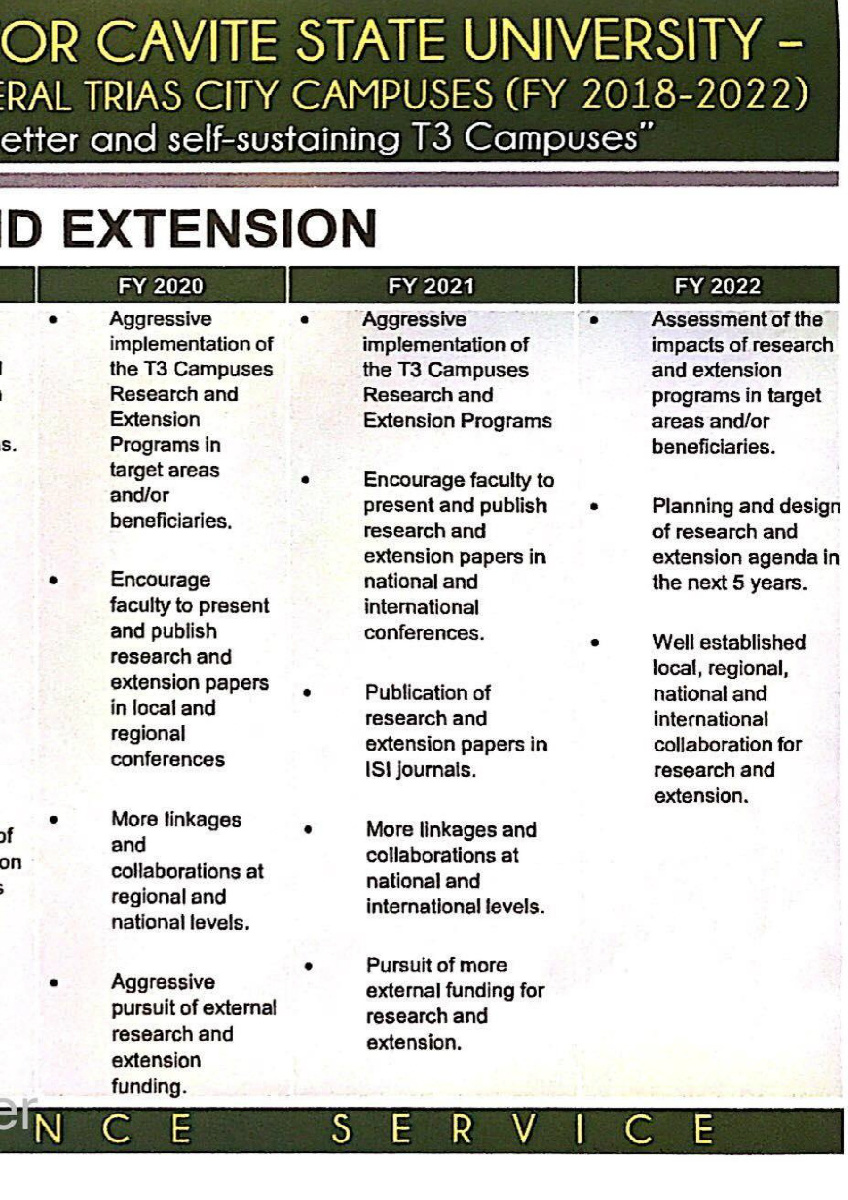 OR CAVITE STATE UNIVERSITY –
ERAL TRIAS CITY CAMPUSES (FY 2018-2022)
etter and self-sustaining T3 Campuses"
ND EXTENSION
FY 2020
• Aggressive
implementation of
the T3 Campuses
Research and
Extension
Programs in
target areas
and/or
beneficiaries.
• Encourage
faculty to present
and publish
research and
extension papers
in local and
regional
conferences
• More linkages
and
collaborations at
regional and
national levels.
• Aggressive
pursuit of external
research and
extension
funding.
FY 2021
• Aggressive
implementation of
the T3 Campuses
Research and
Extension Programs
• Encourage faculty to
present and publish
research and
extension papers in
national and
international
conferences.
• Publication of
research and
extension papers in
ISI journals.
• More linkages and
collaborations at
national and
international levels.
• Pursuit of more
external funding for
research and
extension.
FY 2022
• Assessment of the
impacts of research
and extension
programs in target
areas and/or
beneficiaries.
• Planning and design
of research and
extension agenda in
the next 5 years.
• Well established
local, regional,
national and
international
collaboration for
research and
extension.
s.
of
on
s
er
NCE SERVICE